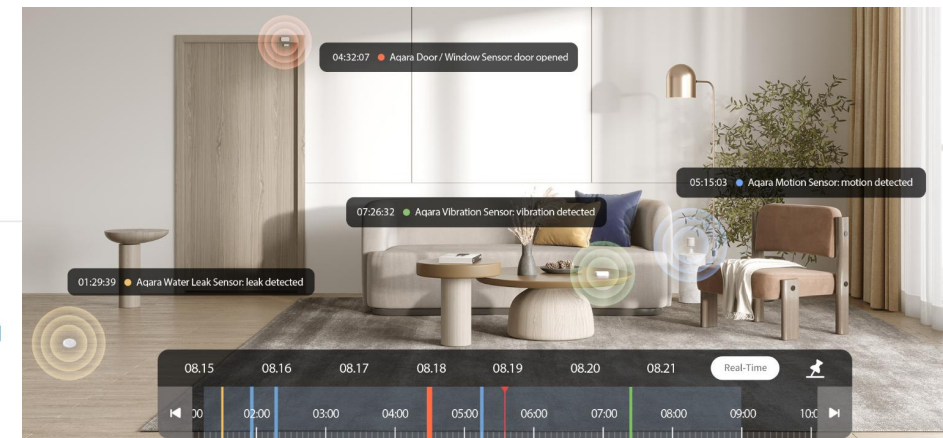 04:32:07 Aqara Door / Window Sensor: door opened
05:15:03 Aqara Motion Sensor: motion detected
07:26:32 Aqara Vibration Sensor: vibration detected
01:29:39 Aqara Water Leak Sensor: leak detected
08.15 08.16 08.17 08.18 08.19 08.20 08.21 Real-Time
00 02:00 03:00 04:00 05:00 06:00 07:00 08:00 09:00 10:0